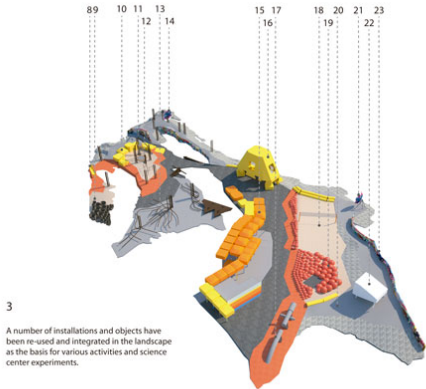 15 17 18 20 21 23
10 11 13
89 12 14 16 19 22
3
A number of installations and objects have
been re-used and integrated in the landscape
as the basis for various activities and science
center experiments.